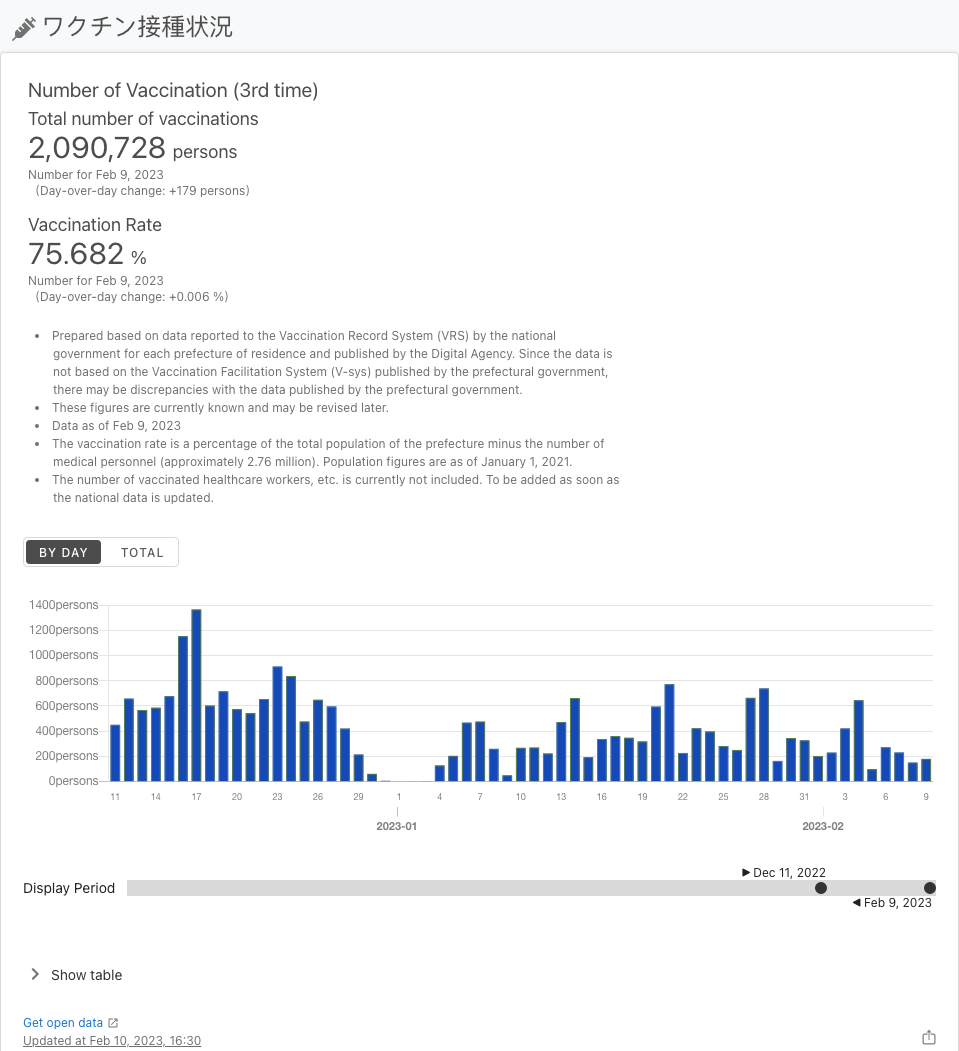 ワクチン接種状況
Number of Vaccination (3rd time)
Total number of vaccinations
2,090,728 persons
Number for Feb 9, 2023
(Day-over-day change: +179 persons)
Vaccination Rate
75.682 %
Number for Feb 9, 2023
(Day-over-day change: +0.006 %)
• Prepared based on data reported to the Vaccination Record System (VRS) by the national
government for each prefecture of residence and published by the Digital Agency. Since the data is
not based on the Vaccination Facilitation System (V-sys) published by the prefectural government,
there may be discrepancies with the data published by the prefectural government.
• These figures are currently known and may be revised later.
• Data as of Feb 9, 2023
• The vaccination rate is a percentage of the total population of the prefecture minus the number of
medical personnel (approximately 2.76 million). Population figures are as of January 1, 2021.
• The number of vaccinated healthcare workers, etc. is currently not included. To be added as soon as
the national data is updated.
BY DAY TOTAL
1400persons
1200persons
1000persons
800persons
600persons
400persons
200persons
0persons
11 14 17 20 23 26 29 1 4 7 10 13 16 19 22 25 28 31 3 6 9
2023-01 2023-02
Dec 11, 2022
Display Period
Feb 9, 2023
Show table
Get open data
Updated at Feb 10, 2023, 16:30